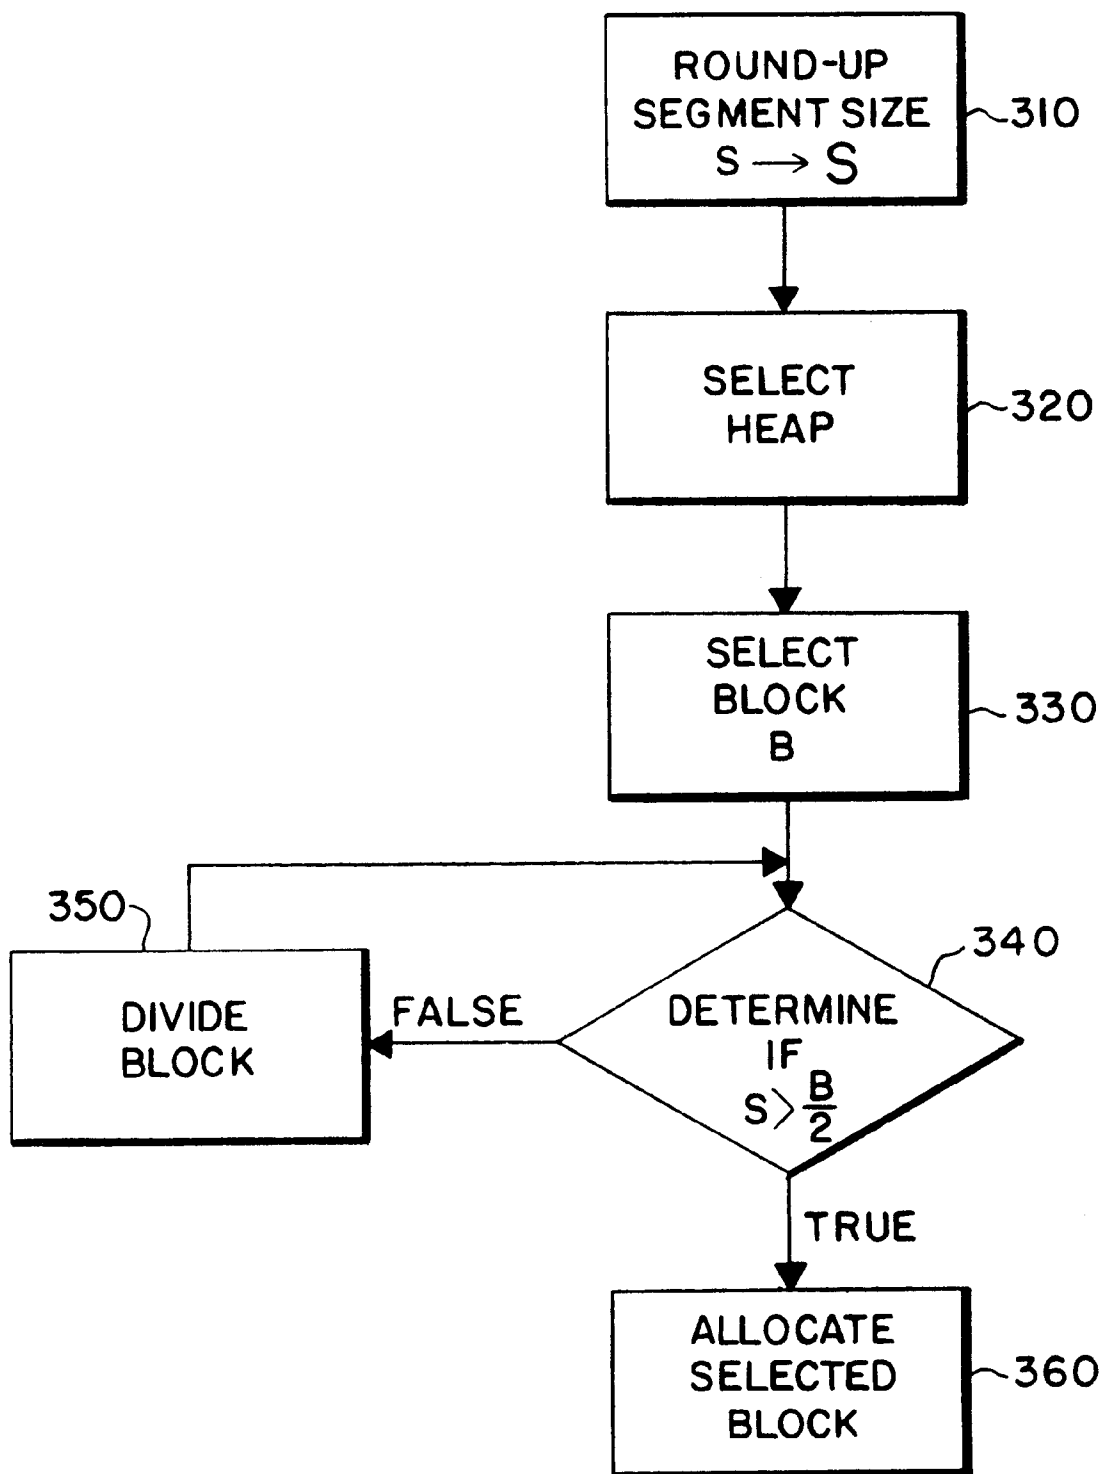 ROUND-UP
SEGMENT SIZE
S → S
310
SELECT
HEAP
320
SELECT
BLOCK
B
330
350
DIVIDE
BLOCK
FALSE
340
DETERMINE
IF
S > B/2
TRUE
ALLOCATE
SELECTED
BLOCK
360